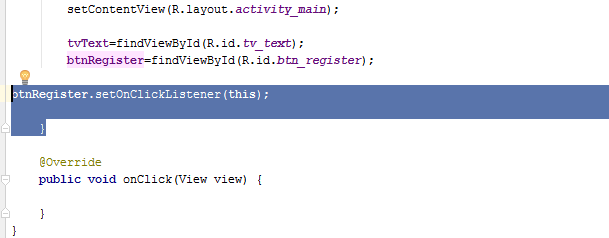 setContentView(R.layout.activity_main);
tvText=findViewById(R.id.tv_text);
btnRegister=findViewById(R.id.btn_register);
btnRegister.setOnClickListener(this);
}
@Override
public void onClick(View view) {
}
}